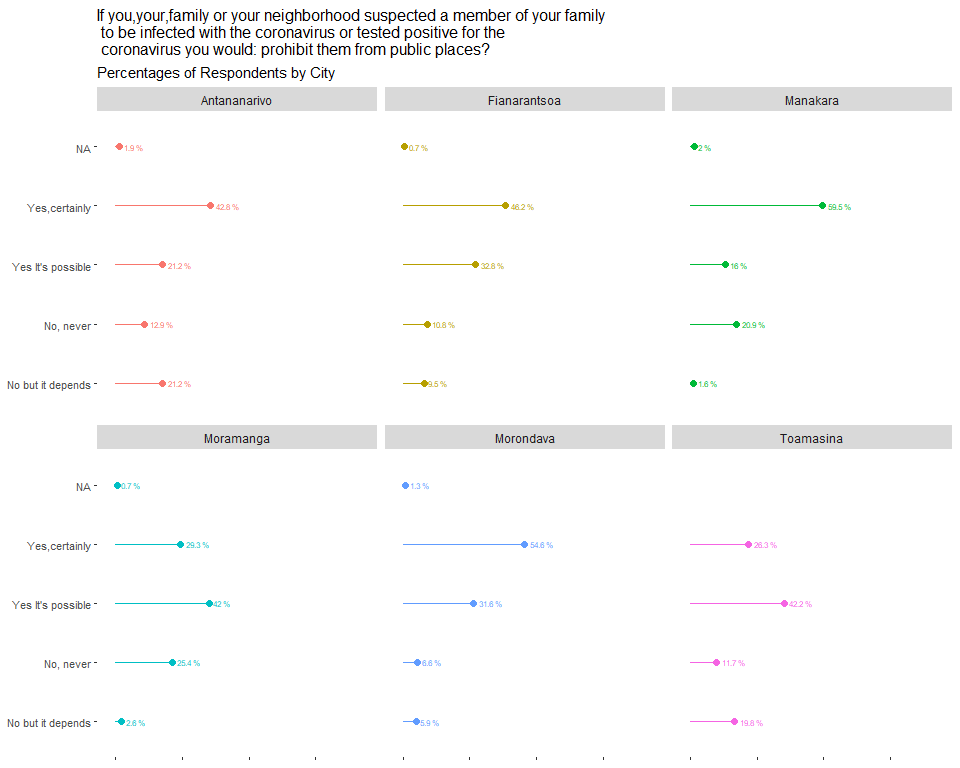 If you,your,family or your neighborhood suspected a member of your family
to be infected with the coronavirus or tested positive for the
coronavirus you would: prohibit them from public places?
Percentages of Respondents by City
Antananarivo
Fianarantsoa
Manakara
NA
1.9 %
0.7 %
2 %
Yes,certainly
42.8 %
46.2 %
59.5 %
Yes It's possible
21.2 %
32.8 %
16 %
No, never
12.9 %
10.8 %
20.9 %
No but it depends
21.2 %
9.5 %
1.6 %
Moramanga
Morondava
Toamasina
NA
0.7 %
1.3 %
Yes,certainly
29.3 %
54.6 %
26.3 %
Yes It's possible
42 %
31.6 %
42.2 %
No, never
25.4 %
6.6 %
11.7 %
No but it depends
2.6 %
5.9 %
19.8 %